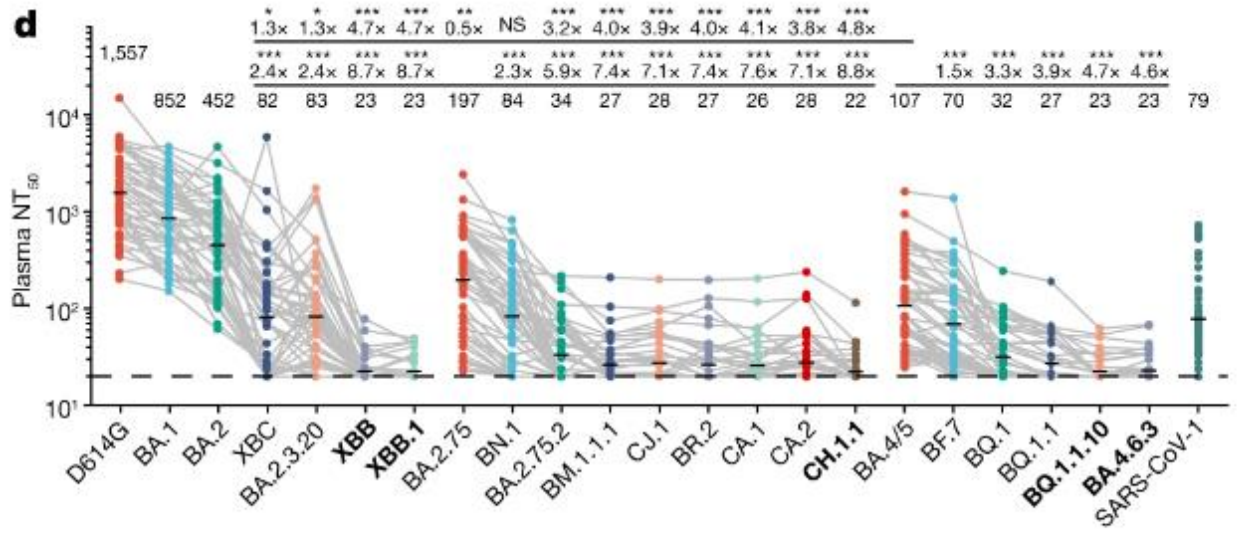 d
* * *** *** ** *** *** *** *** *** *** ***
1.3× 1.3× 4.7× 4.7× 0.5× NS 3.2× 4.0× 3.9× 4.0× 4.1× 3.8× 4.8×
*** *** *** *** *** *** *** *** *** *** *** *** *** *** *** *** ***
2.4× 2.4× 8.7× 8.7× 2.3× 5.9× 7.4× 7.1× 7.4× 7.6× 7.1× 8.8× 1.5× 3.3× 3.9× 4.7× 4.6×
1,557
852 452 82 83 23 23 197 84 34 27 28 27 26 28 22 107 70 32 27 23 23 79
10⁴
10³
10²
10¹
Plasma NT₅₀
D614G
BA.1
BA.2
XBC
BA.2.3.20
XBB
XBB.1
BA.2.75
BN.1
BA.2.75.2
BM.1.1.1
CJ.1
BR.2
CA.1
CA.2
CH.1.1
BA.4/5
BF.7
BQ.1
BQ.1.1
BQ.1.1.10
BA.4.6.3
SARS-CoV-1